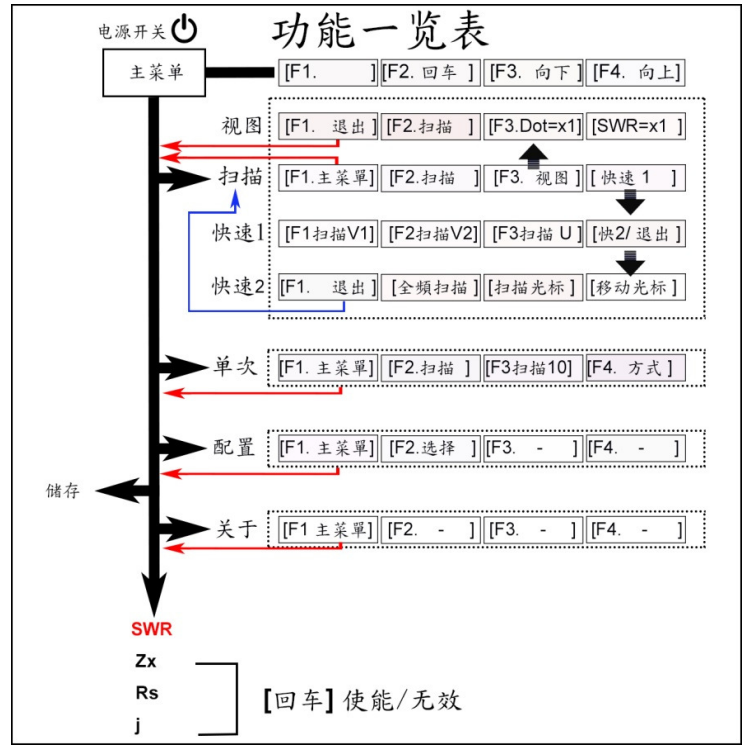 功能一览表
电源开关
主菜单 [F1. ] [F2. 回车 ] [F3. 向下] [F4. 向上]
视图 [F1. 退出 ] [F2.扫描 ] [F3.Dot=x1] [SWR=x1 ]
扫描 [F1.主菜單] [F2.扫描 ] [F3. 视图 ] [ 快速 1 ]
快速1 [F1扫描V1] [F2扫描V2] [F3扫描 U ] [快2/ 退出 ]
快速2 [F1. 退出 ] [全頻扫描 ] [扫描光标 ] [移动光标 ]
单次 [F1. 主菜單] [F2.扫描 ] [F3扫描10] [F4. 方式 ]
配置 [F1. 主菜單] [F2.选择 ] [F3. - ] [F4. - ]
储存
关于 [F1 主菜單] [F2. - ] [F3. - ] [F4. - ]
SWR
Zx
Rs
j
[回车] 使能/无效